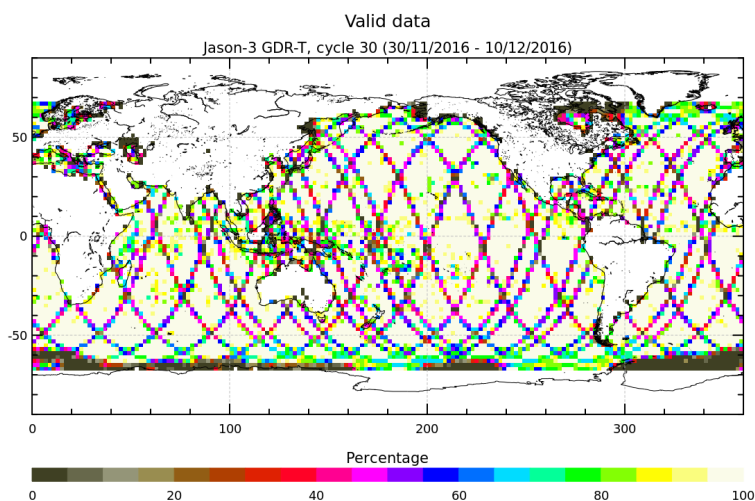 Valid data
Jason-3 GDR-T, cycle 30 (30/11/2016 - 10/12/2016)
50
0
-50
0 100 200 300
Percentage
0 20 40 60 80 100